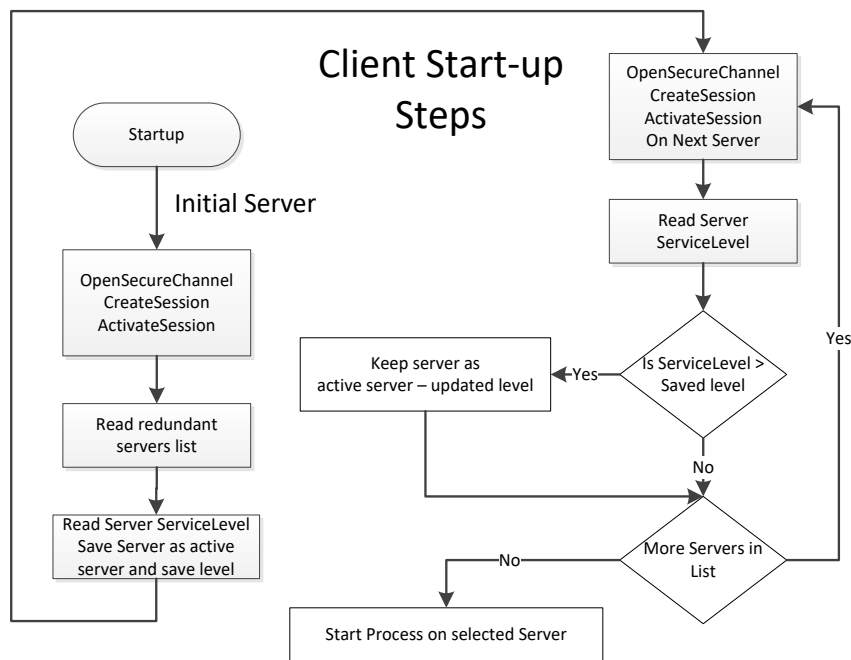 Client Start-up
Steps
Startup
Initial Server
OpenSecureChannel
CreateSession
ActivateSession
Read redundant
servers list
Read Server ServiceLevel
Save Server as active
server and save level
OpenSecureChannel
CreateSession
ActivateSession
On Next Server
Read Server
ServiceLevel
Is ServiceLevel >
Saved level
Yes
Keep server as
active server – updated level
No
More Servers in
List
Yes
No
Start Process on selected Server